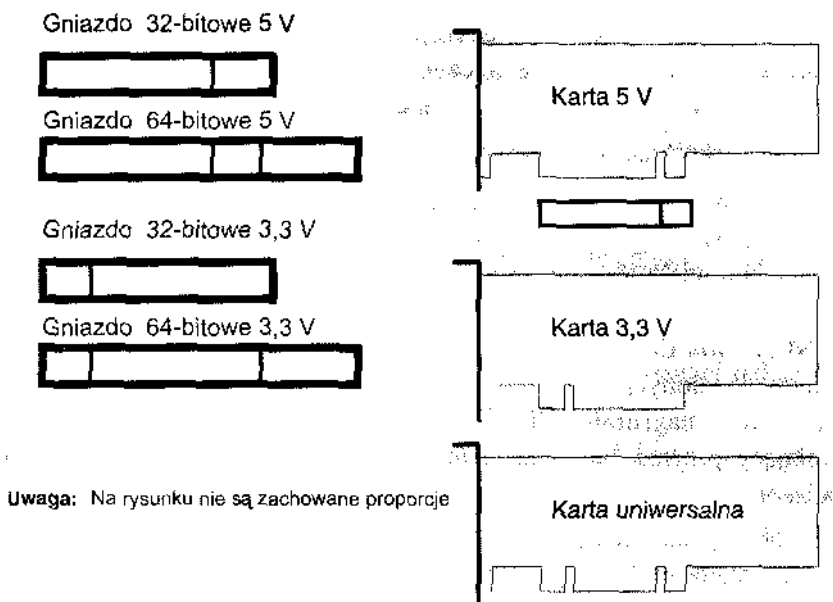 Gniazdo 32-bitowe 5 V
Gniazdo 64-bitowe 5 V
Gniazdo 32-bitowe 3,3 V
Gniazdo 64-bitowe 3,3 V
Uwaga: Na rysunku nie są zachowane proporcje
Karta 5 V
Karta 3,3 V
Karta uniwersalna